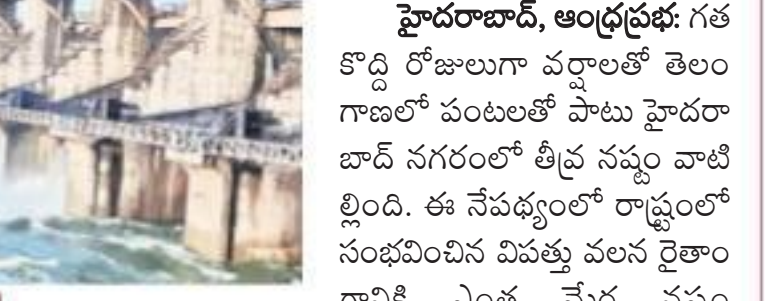 హైదరాబాద్, ఆంధ్రప్రభ: గత
కొద్ది రోజులుగా వర్షాలతో తెలం
గాణలో పంటలతో పాటు హైదరా
బాద్ నగరంలో తీవ్ర నష్టం వాటి
ల్లింది. ఈ నేపథ్యంలో రాష్ట్రంలో
సంభవించిన విపత్తు వలన రైతాం